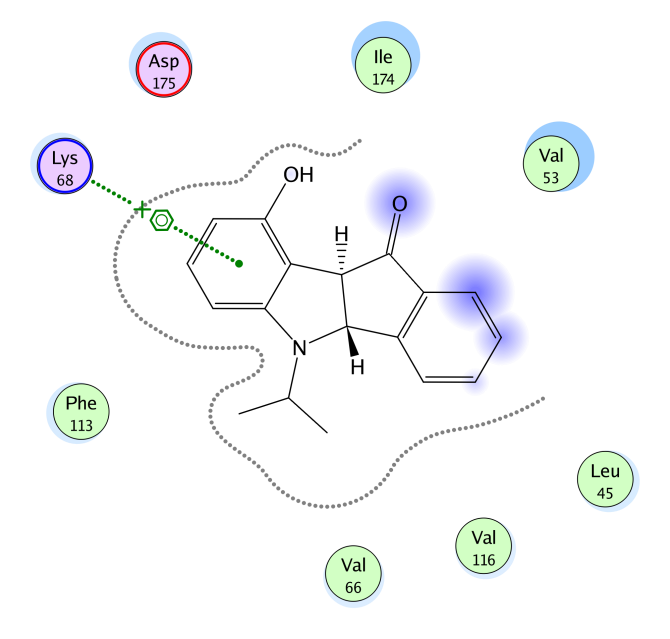 Asp
175
Ile
174
Lys
68
Val
53
OH
O
H
N
H
Phe
113
Leu
45
Val
116
Val
66